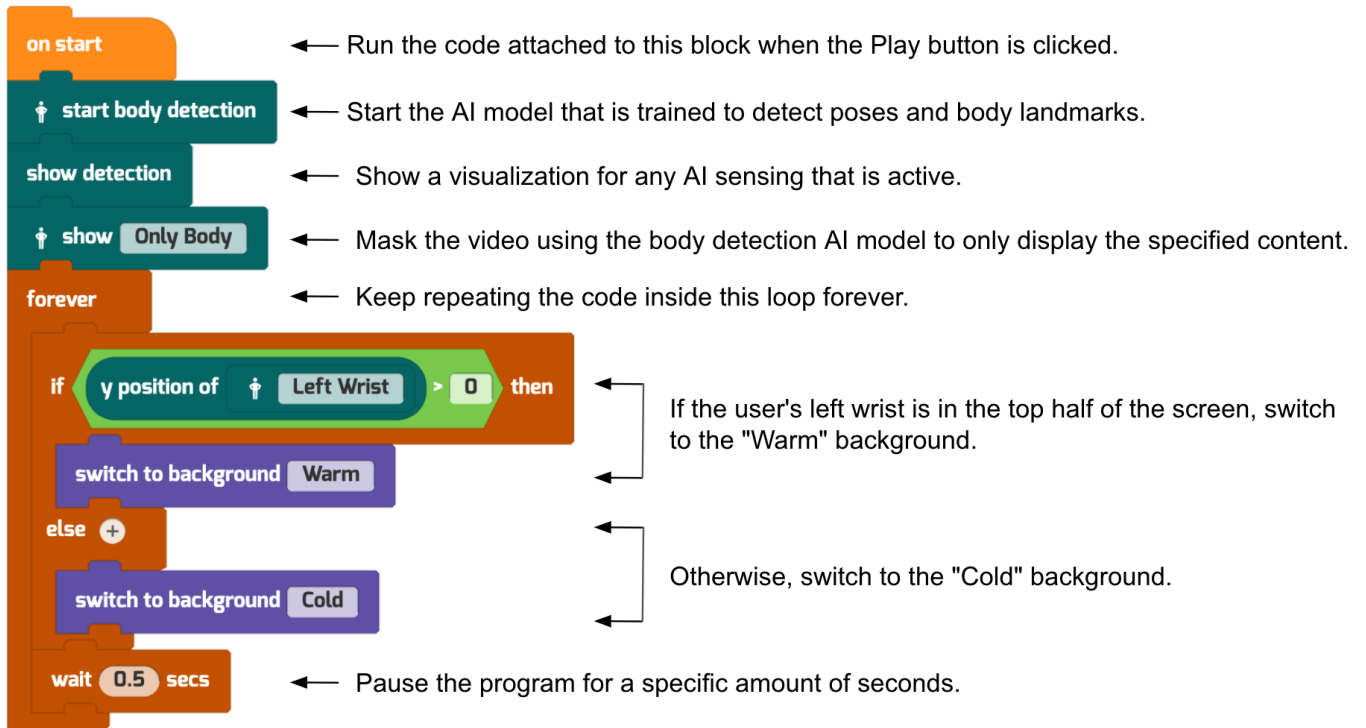 on start
Run the code attached to this block when the Play button is clicked.
start body detection
Start the AI model that is trained to detect poses and body landmarks.
show detection
Show a visualization for any AI sensing that is active.
show Only Body
Mask the video using the body detection AI model to only display the specified content.
forever
Keep repeating the code inside this loop forever.
if y position of Left Wrist > 0 then
If the user's left wrist is in the top half of the screen, switch
to the "Warm" background.
switch to background Warm
else +
Otherwise, switch to the "Cold" background.
switch to background Cold
wait 0.5 secs
Pause the program for a specific amount of seconds.